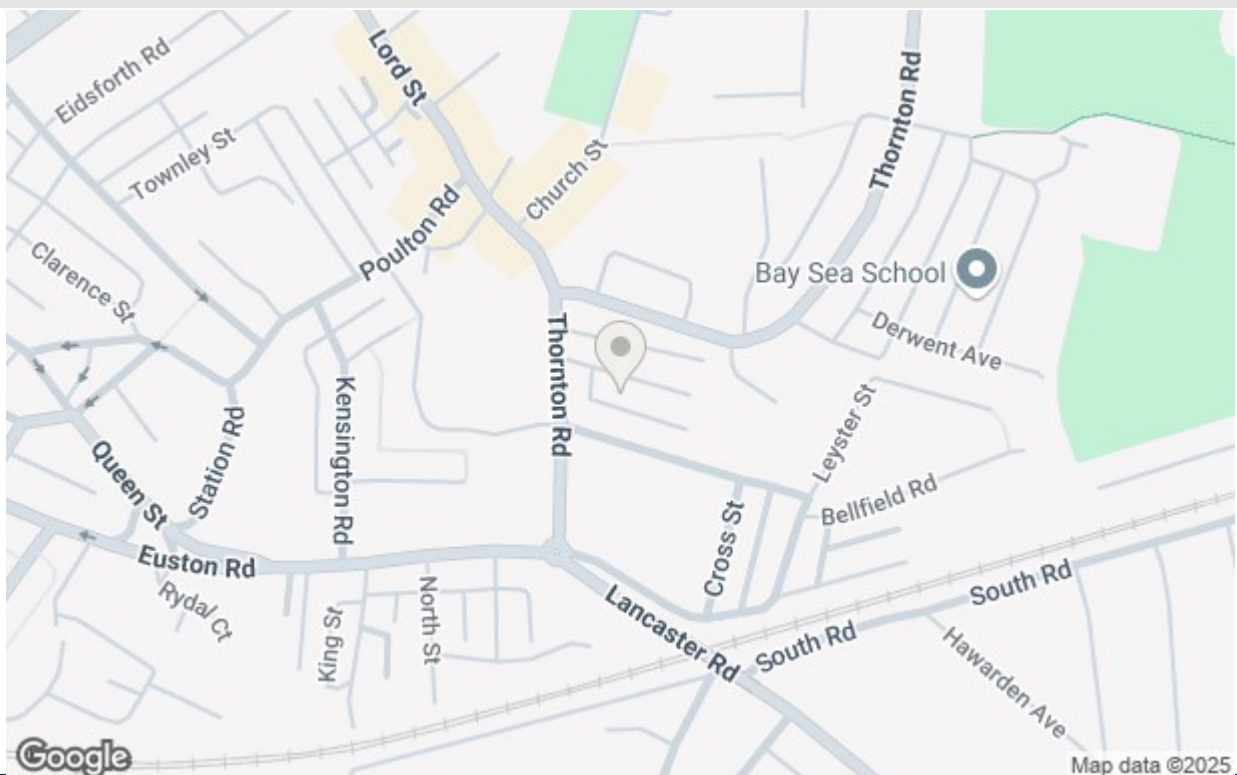 Eidsforth Rd
Lord St
Thornton Rd
Townley St
Church St
Poulton Rd
Clarence St
Bay Sea School
Derwent Ave
Thornton Rd
Kensington Rd
Station Rd
Leyster St
Queen St
Bellfield Rd
Cross St
Euston Rd
Rydal Ct
King St
North St
Lancaster Rd
South Rd
South Rd
Hawarden Ave
Google
Map data ©2025